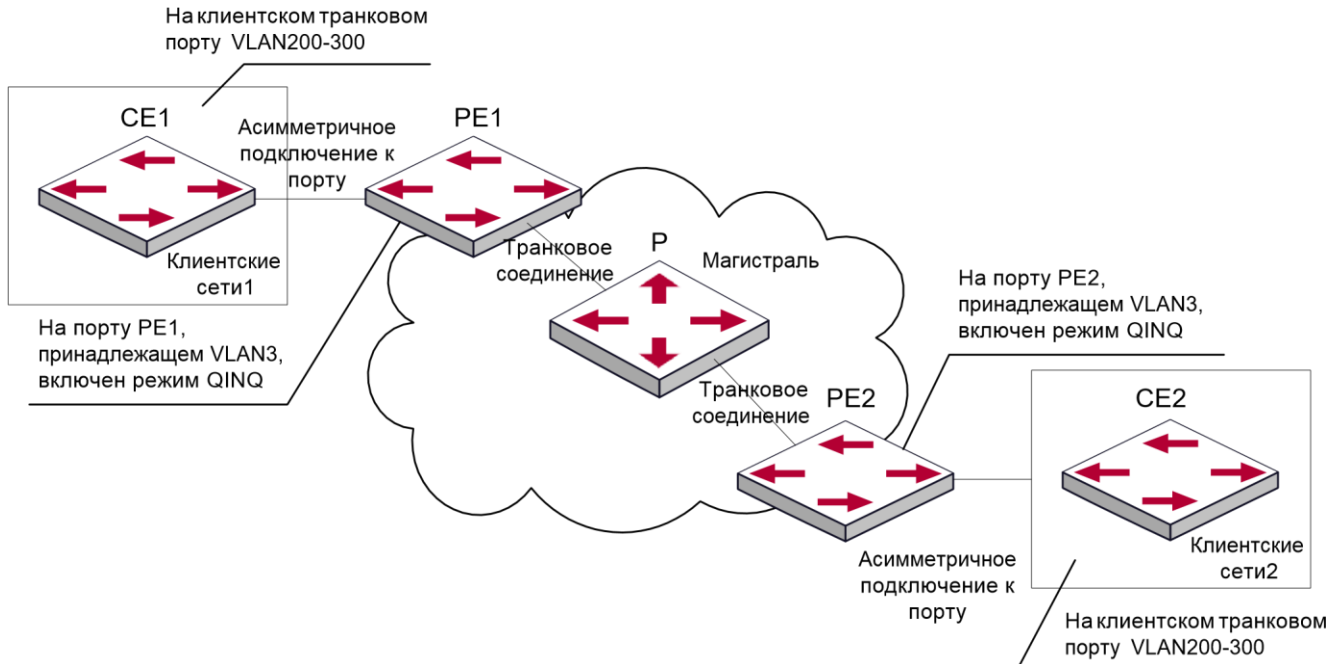 На клиентском транковом
порту VLAN200-300
CE1
Асимметричное
подключение к
порту
PE1
Клиентские
сети1
Транковое
соединение
P
Магистраль
На порту PE1,
принадлежащем VLAN3,
включен режим QINQ
На порту PE2,
принадлежащем VLAN3,
включен режим QINQ
Транковое
соединение
PE2
CE2
Клиентские
сети2
Асимметричное
подключение к
порту
На клиентском транковом
порту VLAN200-300